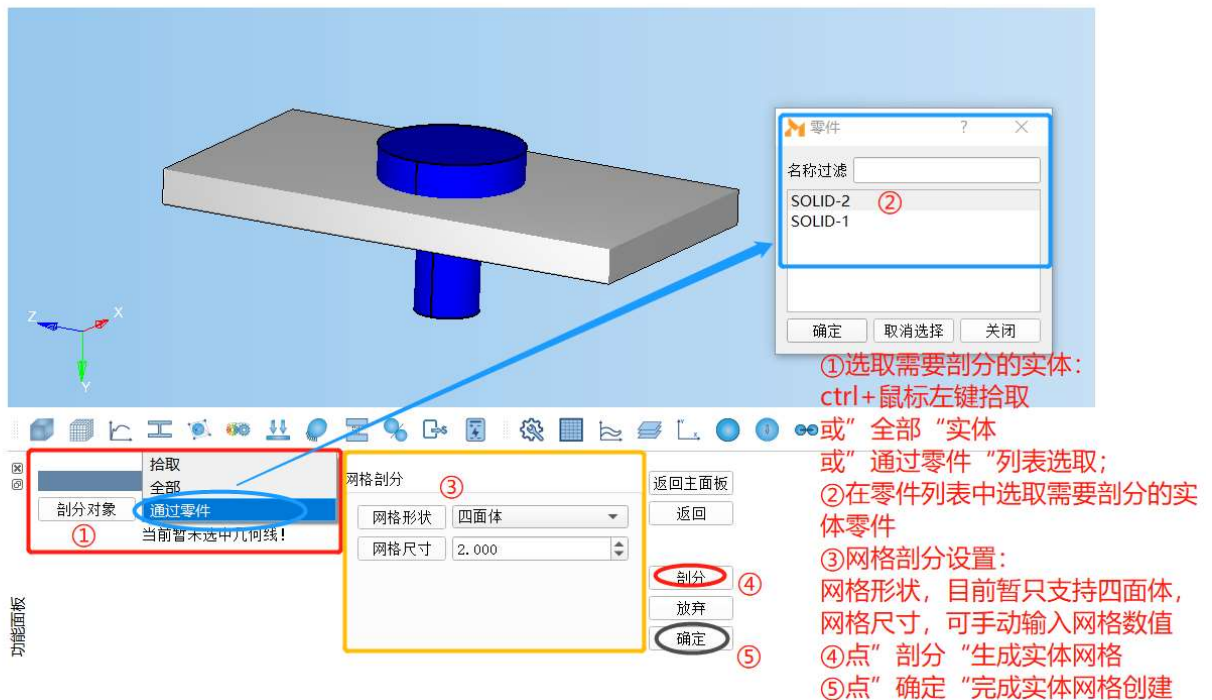 零件
?
×
名称过滤
SOLID-2
②
SOLID-1
确定
取消选择
关闭
Z
X
Y
①选取需要剖分的实体：
ctrl+鼠标左键拾取
或”全部“实体
或”通过零件“列表选取；
②在零件列表中选取需要剖分的实
体零件
③网格剖分设置：
网格形状，目前暂只支持四面体，
网格尺寸，可手动输入网格数值
④点”剖分“生成实体网格
⑤点”确定“完成实体网格创建
拾取
全部
剖分对象
通过零件
①
当前暂未选中几何线!
网格剖分
③
网格形状
四面体
网格尺寸
2.000
返回主面板
返回
剖分
④
放弃
确定
⑤
功能面板